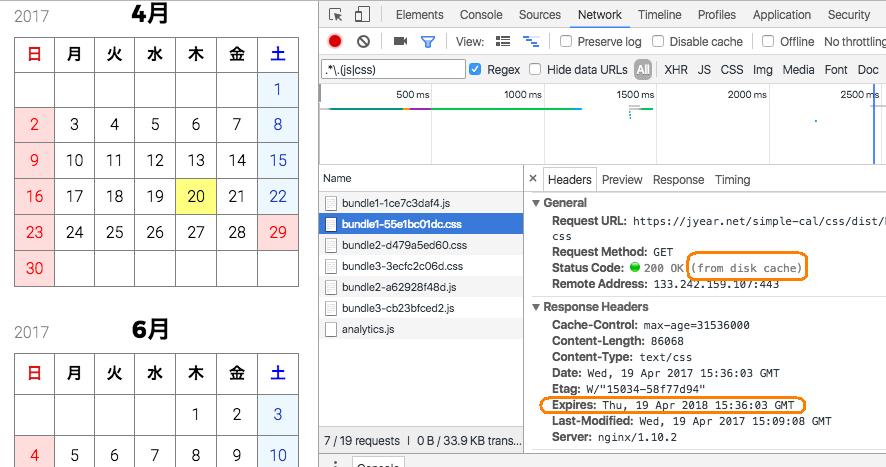 2017 4月
日 月 火 水 木 金 土
1
2 3 4 5 6 7 8
9 10 11 12 13 14 15
16 17 18 19 20 21 22
23 24 25 26 27 28 29
30
2017 6月
日 月 火 水 木 金 土
1 2 3
4 5 6 7 8 9 10
Elements Console Sources Network Timeline Profiles Application Security
View: Preserve log Disable cache Offline No throttling
.*\.(js|css) Regex Hide data URLs All XHR JS CSS Img Media Font Doc
500 ms 1000 ms 1500 ms 2000 ms 2500 ms
Name
bundle1-1ce7c3daf4.js
bundle1-55e1bc01dc.css
bundle2-d479a5ed60.css
bundle3-3ecfc2c06d.css
bundle2-a62928f48d.js
bundle3-cb23bfced2.js
analytics.js
7 / 19 requests | 0 B / 33.9 KB trans...
× Headers Preview Response Timing
General
Request URL: https://jyear.net/simple-cal/css/dist/
css
Request Method: GET
Status Code: 200 OK (from disk cache)
Remote Address: 133.242.159.107:443
Response Headers
Cache-Control: max-age=31536000
Content-Length: 86068
Content-Type: text/css
Date: Wed, 19 Apr 2017 15:36:03 GMT
Etag: W/"15034-58f77d94"
Expires: Thu, 19 Apr 2018 15:36:03 GMT
Last-Modified: Wed, 19 Apr 2017 15:09:08 GMT
Server: nginx/1.10.2
Console